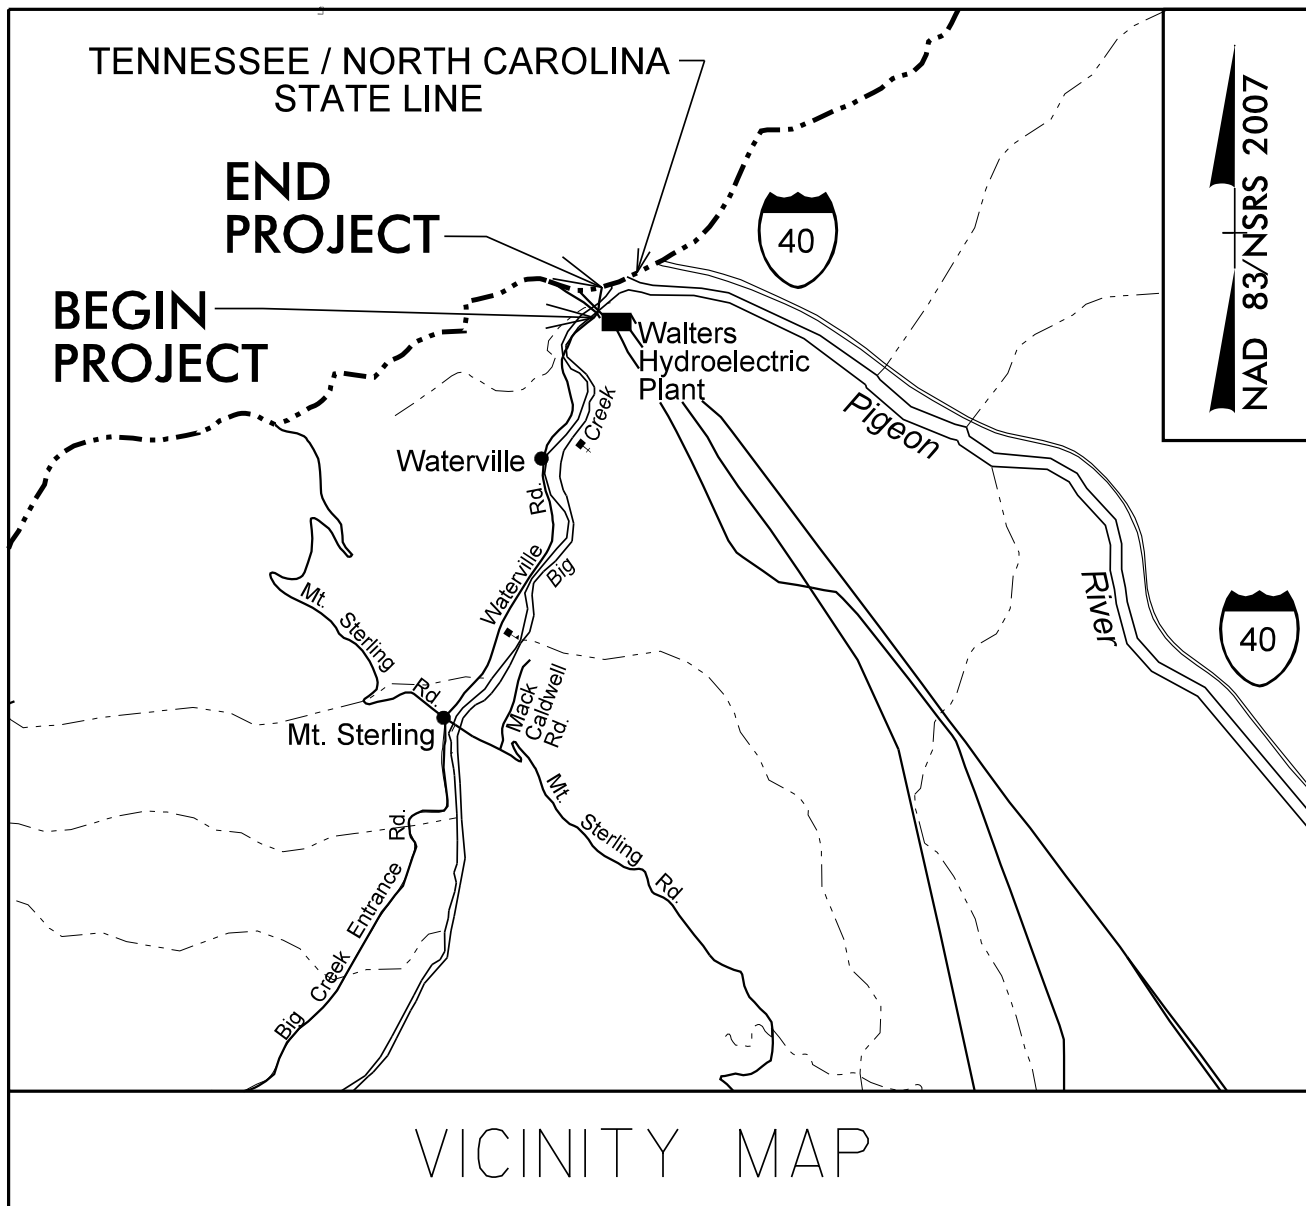 TENNESSEE / NORTH CAROLINA
STATE LINE
END
PROJECT
BEGIN
PROJECT
40
NAD 83/NSRS 2007
Walters
Hydroelectric
Plant
Creek
Pigeon
Waterville
Rd.
Waterville
Big
River
40
Mt.
Sterling
Rd.
Mack
Caldwell
Rd.
Mt. Sterling
Mt.
Sterling
Rd.
Rd.
Entrance
Creek
Big
VICINITY MAP